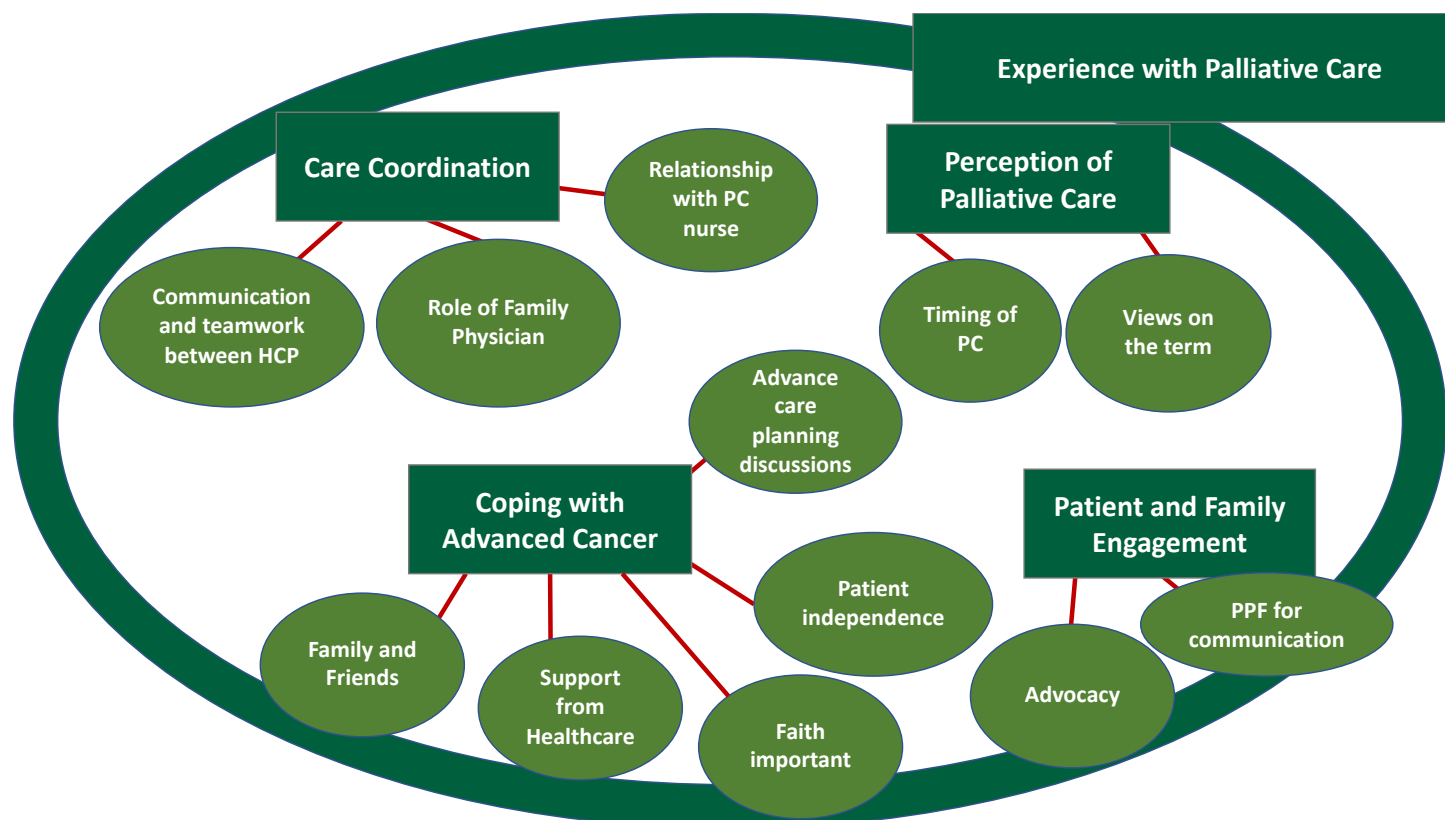 Experience with Palliative Care
Care Coordination
Relationship
with PC
nurse
Communication
and teamwork
between HCP
Role of Family
Physician
Perception of
Palliative Care
Timing of
PC
Views on
the term
Advance
care
planning
discussions
Coping with
Advanced Cancer
Patient
independence
Family and
Friends
Support
from
Healthcare
Faith
important
Patient and Family
Engagement
PPF for
communication
Advocacy